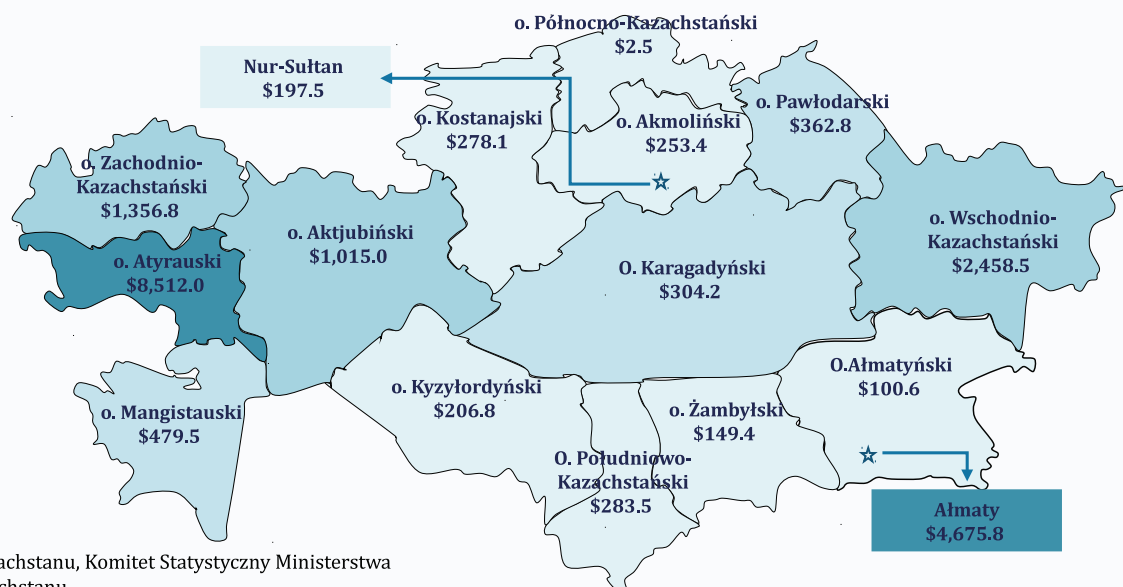 o. Północno-Kazachstański
$2.5
Nur-Sułtan
$197.5
o. Kostanajski
$278.1
o. Akmoliński
$253.4
o. Pawłodarski
$362.8
o. Zachodnio-
Kazachstański
$1,356.8
o. Aktjubiński
$1,015.0
o. Atyrauski
$8,512.0
O. Karagadyński
$304.2
o. Wschodnio-
Kazachstański
$2,458.5
o. Mangistauski
$479.5
o. Kyzyłordyński
$206.8
O. Południowo-
Kazachstański
$283.5
o. Żambyłski
$149.4
O.Ałmatyński
$100.6
Ałmaty
$4,675.8
achstanu, Komitet Statystyczny Ministerstwa